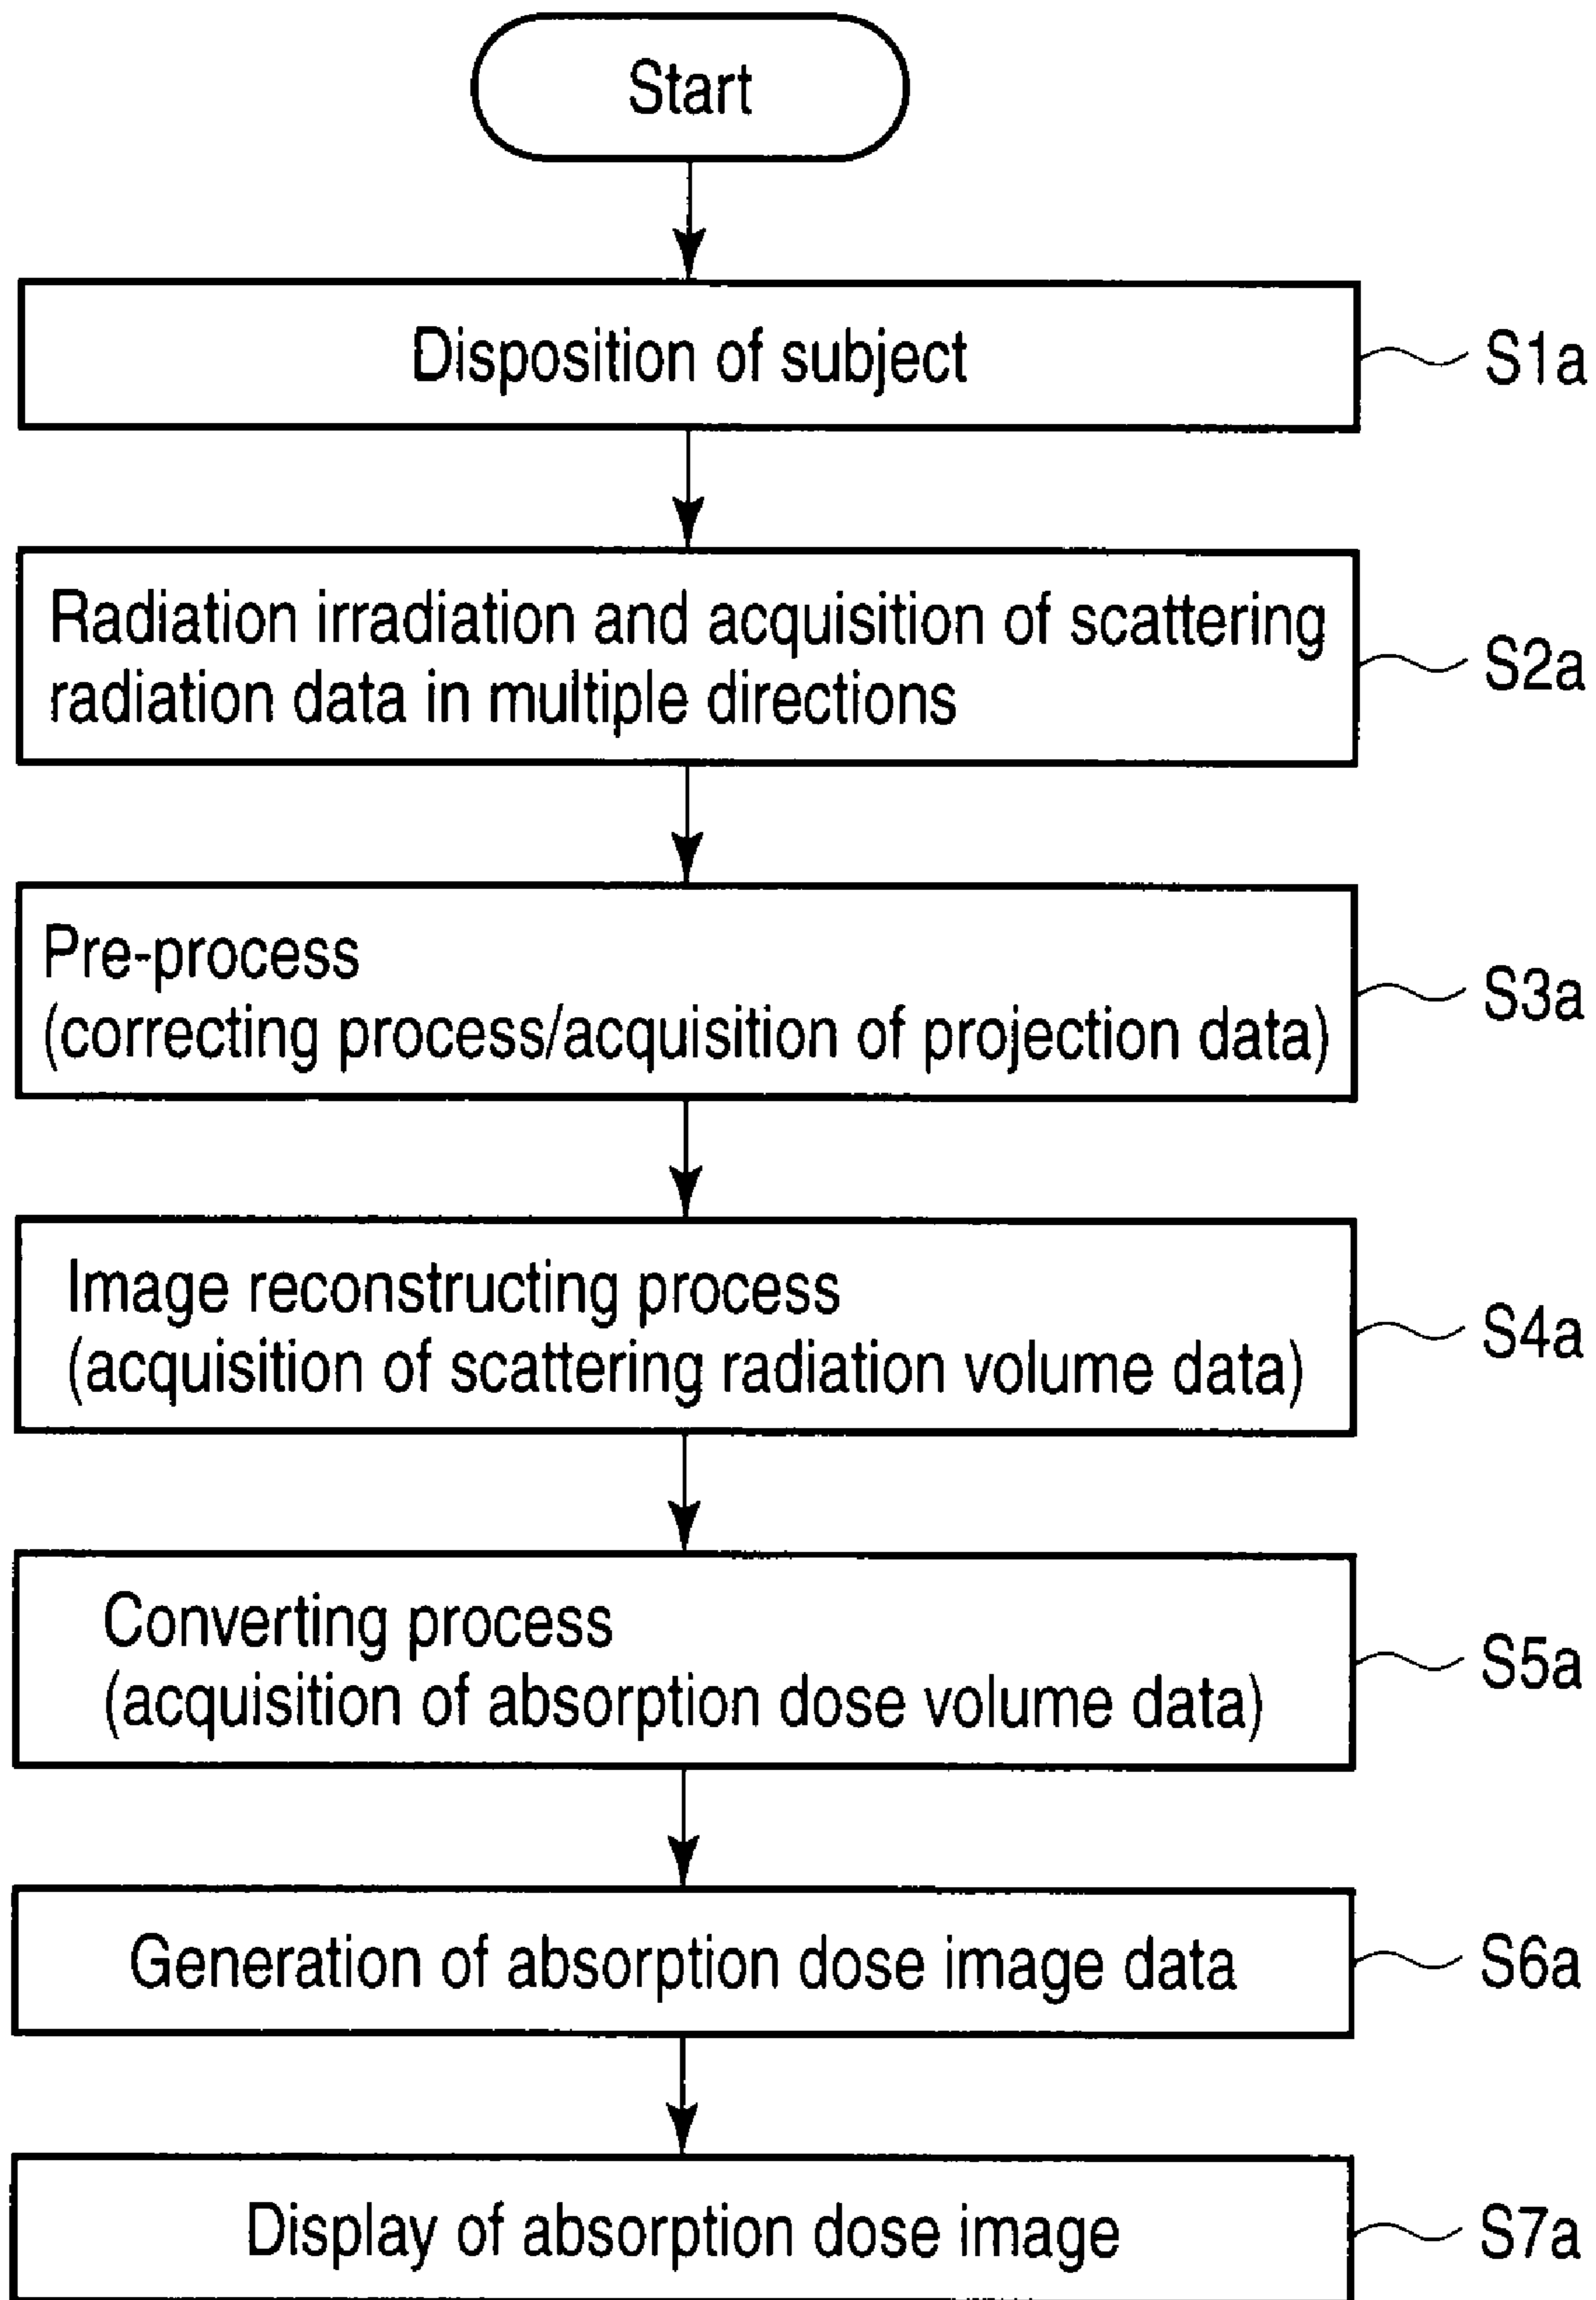 Start
Disposition of subject
S1a
Radiation irradiation and acquisition of scattering
radiation data in multiple directions
S2a
Pre-process
(correcting process/acquisition of projection data)
S3a
Image reconstructing process
(acquisition of scattering radiation volume data)
S4a
Converting process
(acquisition of absorption dose volume data)
S5a
Generation of absorption dose image data
S6a
Display of absorption dose image
S7a